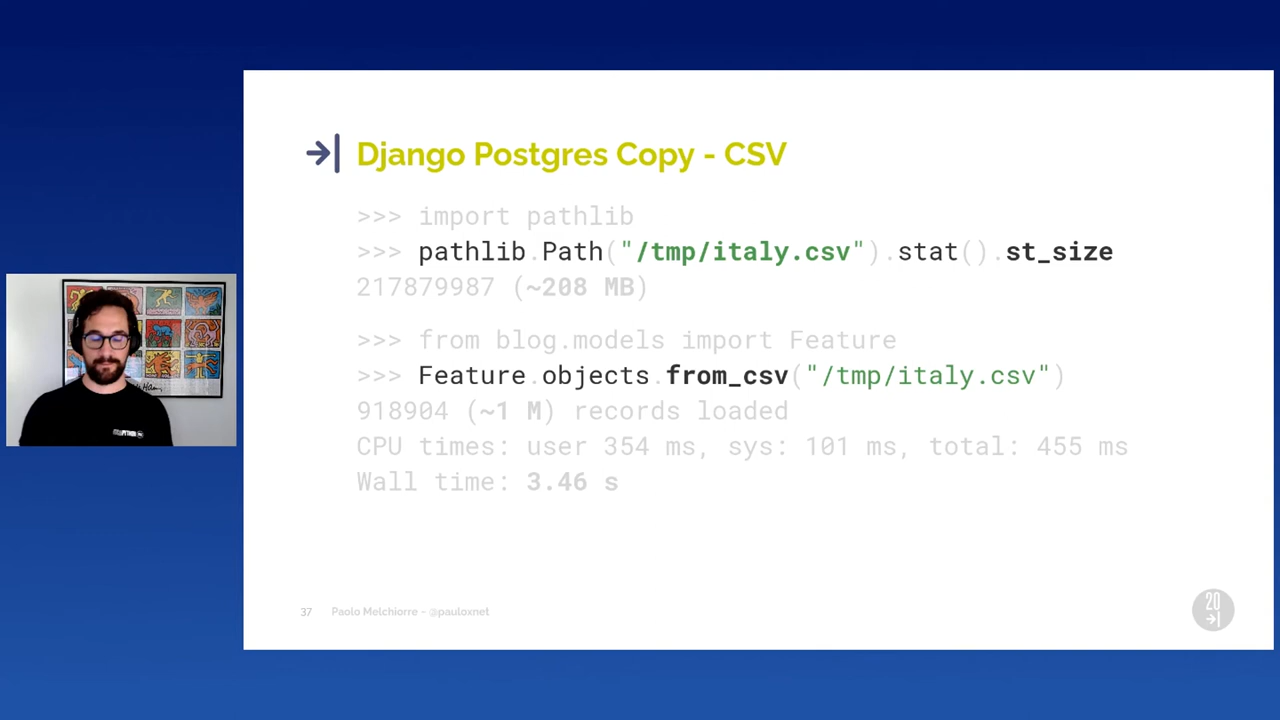 Django Postgres Copy - CSV
>>> import pathlib
>>> pathlib.Path("/tmp/italy.csv").stat().st_size
217879987 (~208 MB)
>>> from blog.models import Feature
>>> Feature.objects.from_csv("/tmp/italy.csv")
918904 (~1 M) records loaded
CPU times: user 354 ms, sys: 101 ms, total: 455 ms
Wall time: 3.46 s
37 Paolo Melchiorre - @pauloxnet
20